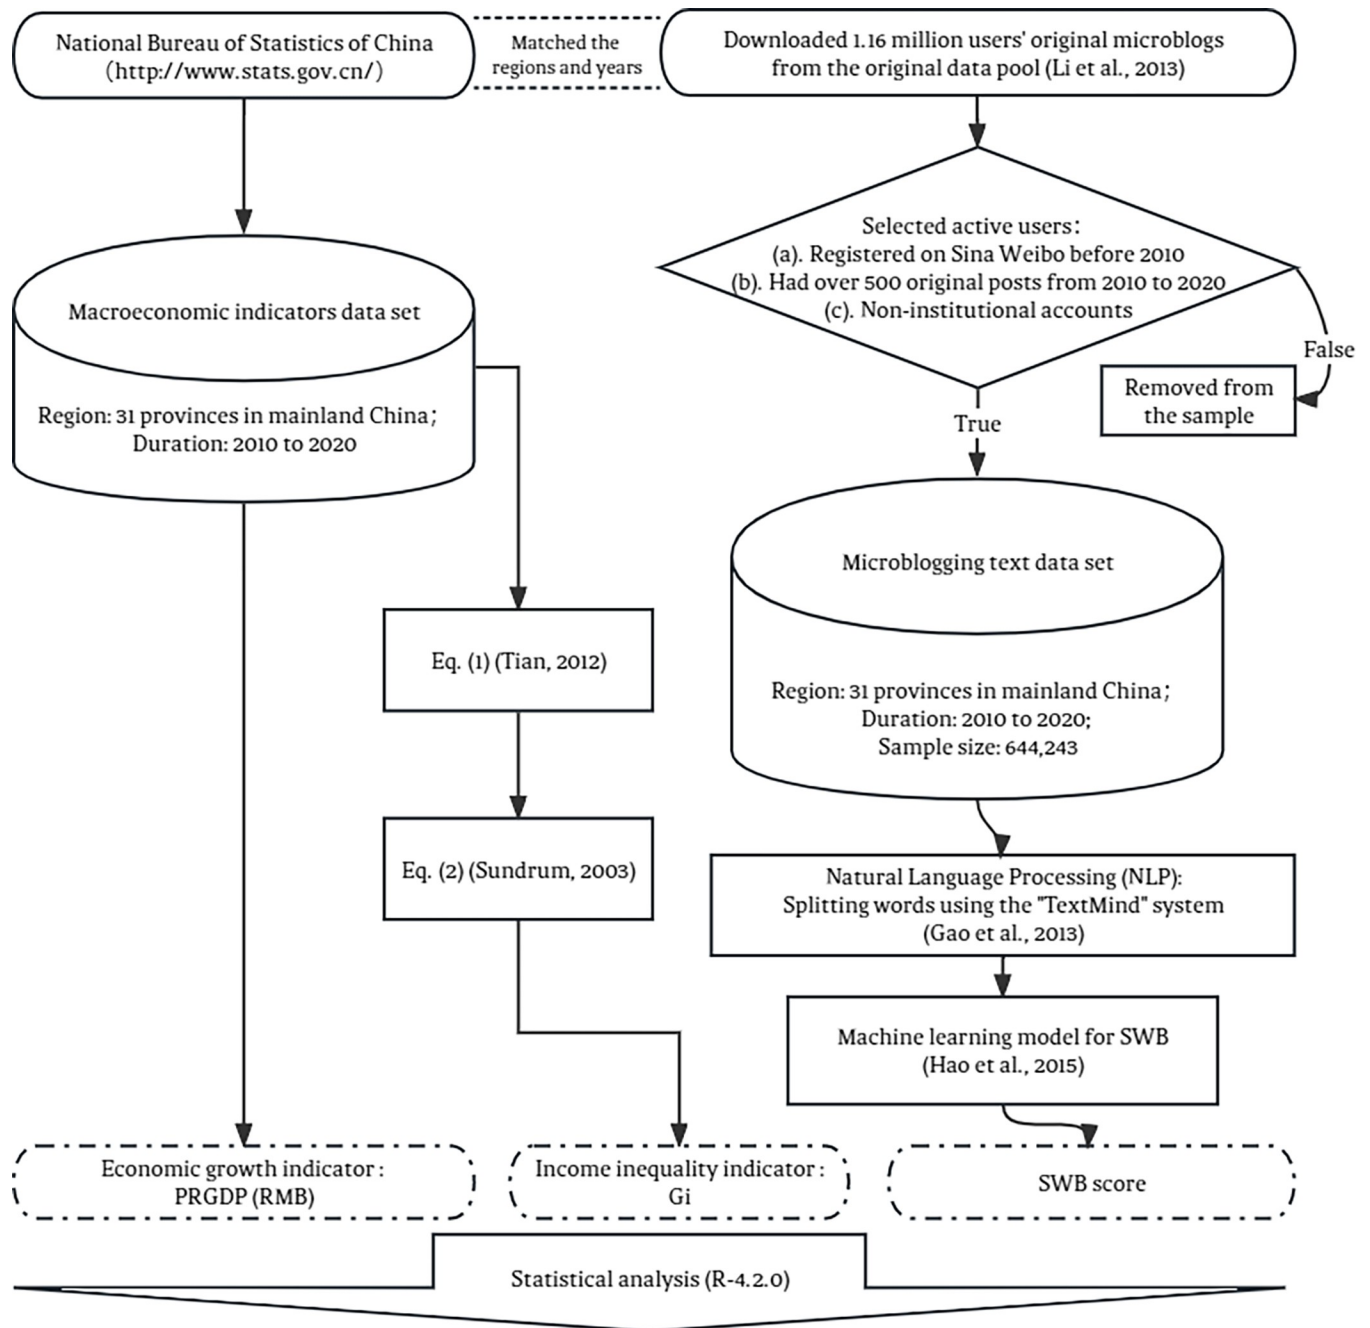 National Bureau of Statistics of China
(http://www.stats.gov.cn/)
Matched the
regions and years
Downloaded 1.16 million users' original microblogs
from the original data pool (Li et al., 2013)
Selected active users:
(a). Registered on Sina Weibo before 2010
(b). Had over 500 original posts from 2010 to 2020
(c). Non-institutional accounts
False
Removed from
the sample
True
Macroeconomic indicators data set
Region: 31 provinces in mainland China;
Duration: 2010 to 2020
Microblogging text data set
Region: 31 provinces in mainland China;
Duration: 2010 to 2020;
Sample size: 644,243
Eq. (1) (Tian, 2012)
Eq. (2) (Sundrum, 2003)
Natural Language Processing (NLP):
Splitting words using the "TextMind" system
(Gao et al., 2013)
Machine learning model for SWB
(Hao et al., 2015)
Economic growth indicator :
PRGDP (RMB)
Income inequality indicator :
Gi
SWB score
Statistical analysis (R-4.2.0)